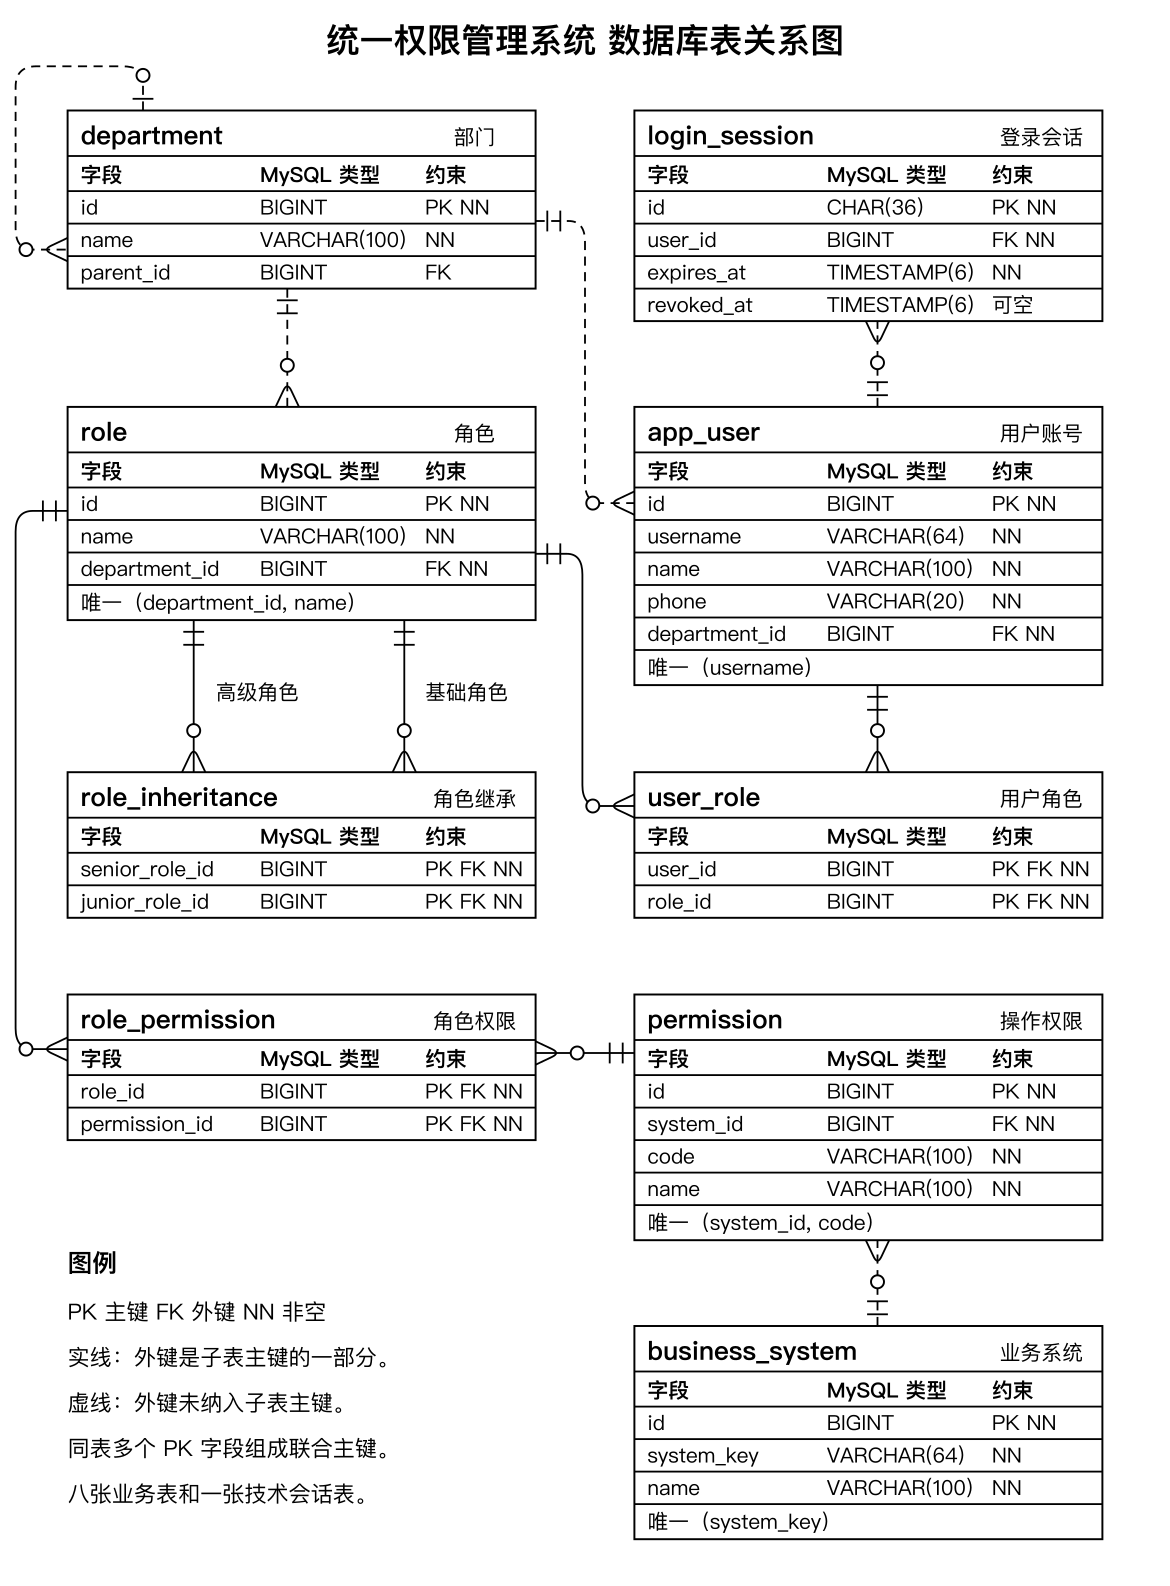 统一权限管理系统 数据库表关系图
department 部门
字段 MySQL 类型 约束
id BIGINT PK NN
name VARCHAR(100) NN
parent_id BIGINT FK
login_session 登录会话
字段 MySQL 类型 约束
id CHAR(36) PK NN
user_id BIGINT FK NN
expires_at TIMESTAMP(6) NN
revoked_at TIMESTAMP(6) 可空
role 角色
字段 MySQL 类型 约束
id BIGINT PK NN
name VARCHAR(100) NN
department_id BIGINT FK NN
唯一（department_id, name）
app_user 用户账号
字段 MySQL 类型 约束
id BIGINT PK NN
username VARCHAR(64) NN
name VARCHAR(100) NN
phone VARCHAR(20) NN
department_id BIGINT FK NN
唯一（username）
高级角色
基础角色
role_inheritance 角色继承
字段 MySQL 类型 约束
senior_role_id BIGINT PK FK NN
junior_role_id BIGINT PK FK NN
user_role 用户角色
字段 MySQL 类型 约束
user_id BIGINT PK FK NN
role_id BIGINT PK FK NN
role_permission 角色权限
字段 MySQL 类型 约束
role_id BIGINT PK FK NN
permission_id BIGINT PK FK NN
permission 操作权限
字段 MySQL 类型 约束
id BIGINT PK NN
system_id BIGINT FK NN
code VARCHAR(100) NN
name VARCHAR(100) NN
唯一（system_id, code）
图例
PK 主键 FK 外键 NN 非空
实线：外键是子表主键的一部分。
虚线：外键未纳入子表主键。
同表多个 PK 字段组成联合主键。
八张业务表和一张技术会话表。
business_system 业务系统
字段 MySQL 类型 约束
id BIGINT PK NN
system_key VARCHAR(64) NN
name VARCHAR(100) NN
唯一（system_key）